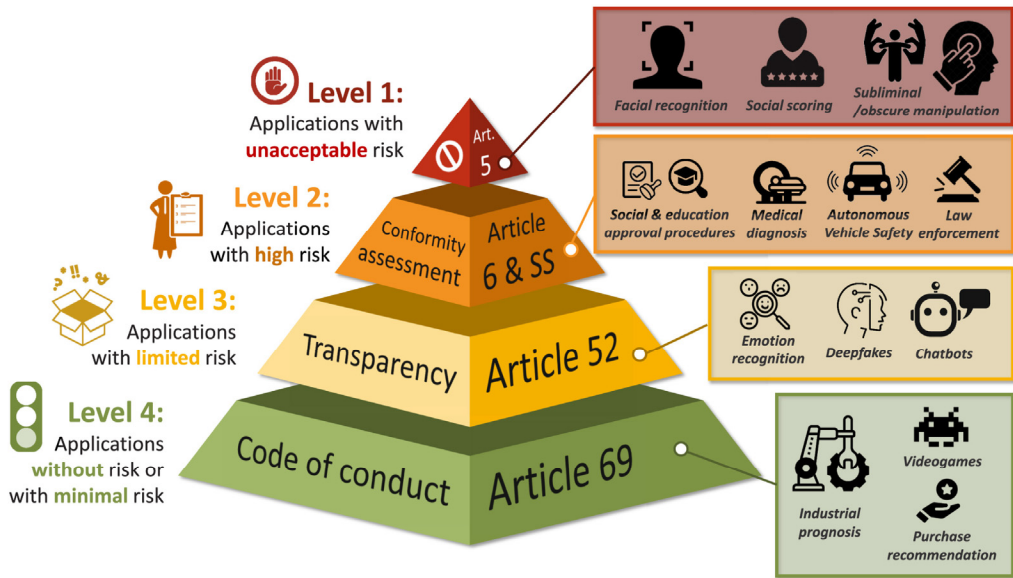 Level 1:
Applications with
unacceptable risk
Art.
5
Facial recognition
Social scoring
Subliminal
/obscure manipulation
Level 2:
Applications
with high risk
Conformity
assessment
Article
6 & SS
Social & education
approval procedures
Medical
diagnosis
Autonomous
Vehicle Safety
Law
enforcement
?*!!.*&
Level 3:
Applications
with limited risk
Transparency
Article 52
Emotion
recognition
Deepfakes
Chatbots
Level 4:
Applications
without risk or
with minimal risk
Code of conduct
Article 69
Industrial
prognosis
Videogames
Purchase
recommendation